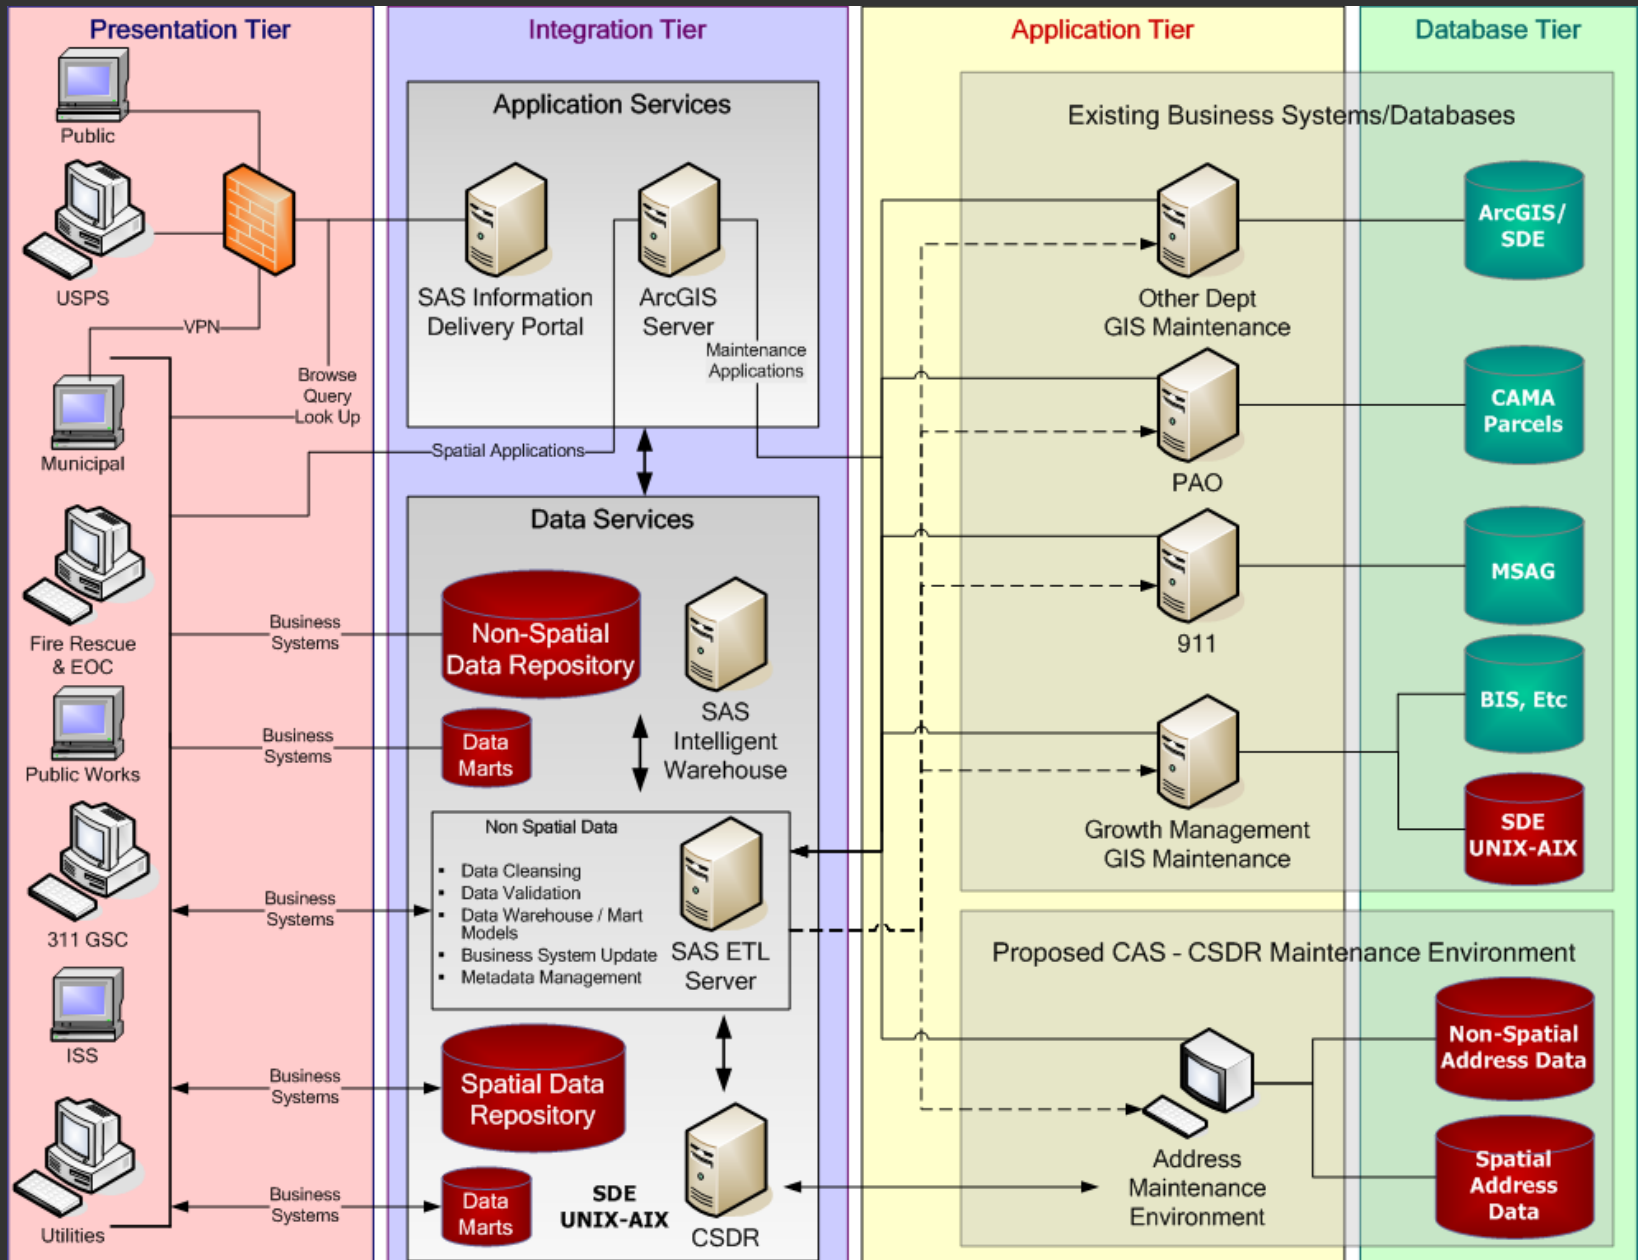 Presentation Tier
Public
USPS
VPN
Browse
Query
Look Up
Municipal
Fire Rescue
& EOC
Public Works
311 GSC
ISS
Utilities
Business
Systems
Business
Systems
Business
Systems
Business
Systems
Business
Systems
Integration Tier
Application Services
SAS Information
Delivery Portal
ArcGIS
Server
Maintenance
Applications
Spatial Applications
Data Services
Non-Spatial
Data Repository
SAS
Intelligent
Warehouse
Data
Marts
Non Spatial Data
▪ Data Cleansing
▪ Data Validation
▪ Data Warehouse / Mart
Models
▪ Business System Update
▪ Metadata Management
SAS ETL
Server
Spatial Data
Repository
Data
Marts
SDE
UNIX-AIX
CSDR
Application Tier
Database Tier
Existing Business Systems/Databases
Other Dept
GIS Maintenance
ArcGIS/
SDE
PAO
CAMA
Parcels
911
MSAG
Growth Management
GIS Maintenance
BIS, Etc
SDE
UNIX-AIX
Proposed CAS - CSDR Maintenance Environment
Address
Maintenance
Environment
Non-Spatial
Address Data
Spatial
Address
Data